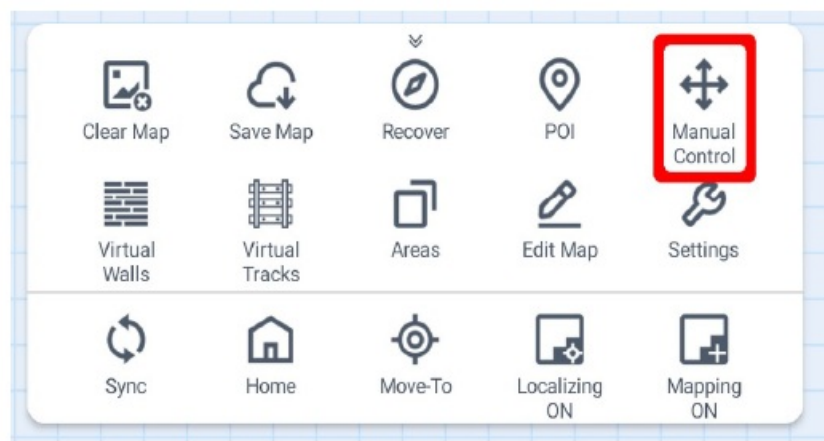 Clear Map Save Map Recover POI Manual
Control
Virtual
Walls Virtual
Tracks Areas Edit Map Settings
Sync Home Move-To Localizing
ON Mapping
ON